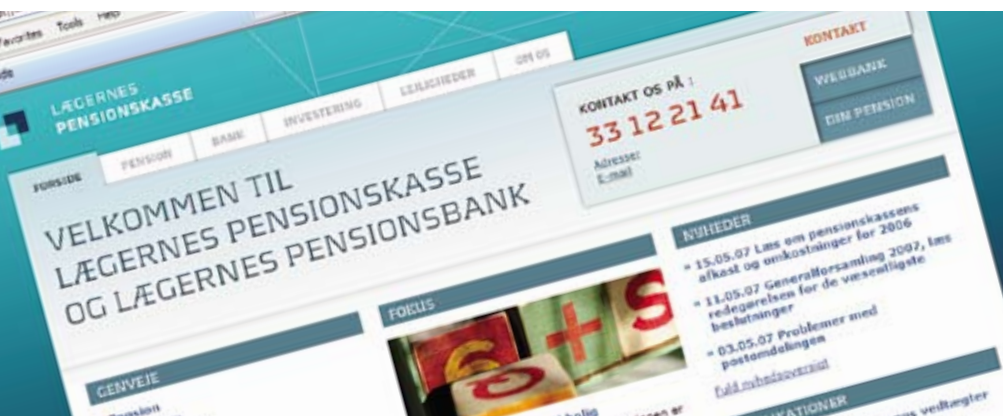 Favorites Tools Help
LÆGERNES
PENSIONSKASSE
FORSIDE
PENSION
BANK
INVESTERING
LEJLIGHEDER
OM OS
KONTAKT OS PÅ :
33 12 21 41
Adresse:
E-mail
KONTAKT
WEBBANK
DIN PENSION
VELKOMMEN TIL
LÆGERNES PENSIONSKASSE
OG LÆGERNES PENSIONSBANK
GENVEJE
Pension
FOKUS
6 + S
NYHEDER
» 15.05.07 Læs om pensionskassens
afkast og omkostninger for 2006
» 11.05.07 Generalforsamling 2007, læs
redegørelsen for de væsentligste
beslutninger
» 03.05.07 Problemer med
postomdelingen
Fuld nyhedsoversigt
vedtægter